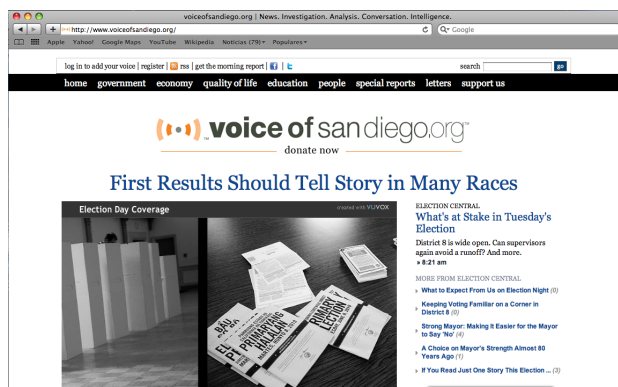 voiceofsandiego.org | News. Investigation. Analysis. Conversation. Intelligence.
http://www.voiceofsandiego.org/
Google
Apple Yahoo! Google Maps YouTube Wikipedia Noticias (79) Populares
log in to add your voice | register | rss | get the morning report | f | t
search
go
home government economy quality of life education people special reports letters support us
voice of sandiego.org™
donate now
First Results Should Tell Story in Many Races
Election Day Coverage
created with VUVOX
BẦU
PRIMARYANG
HALALAN
PRIMARY
ELECTION
ELECTION CENTRAL
What's at Stake in Tuesday's
Election
District 8 is wide open. Can supervisors
again avoid a runoff? And more.
» 8:21 am
MORE FROM ELECTION CENTRAL
What to Expect From Us on Election Night (0)
Keeping Voting Familiar on a Corner in
District 8 (0)
Strong Mayor: Making It Easier for the Mayor
to Say 'No' (4)
A Choice on Mayor's Strength Almost 80
Years Ago (1)
If You Read Just One Story This Election ... (3)